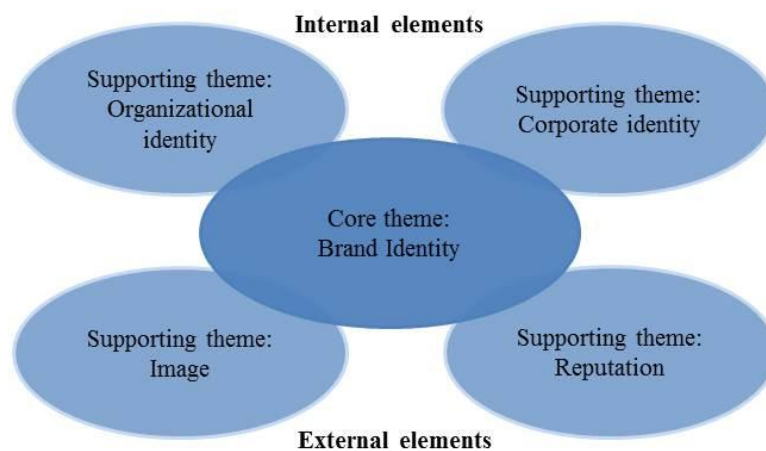 Internal elements
Supporting theme:
Organizational
identity
Supporting theme:
Corporate identity
Core theme:
Brand Identity
Supporting theme:
Image
Supporting theme:
Reputation
External elements